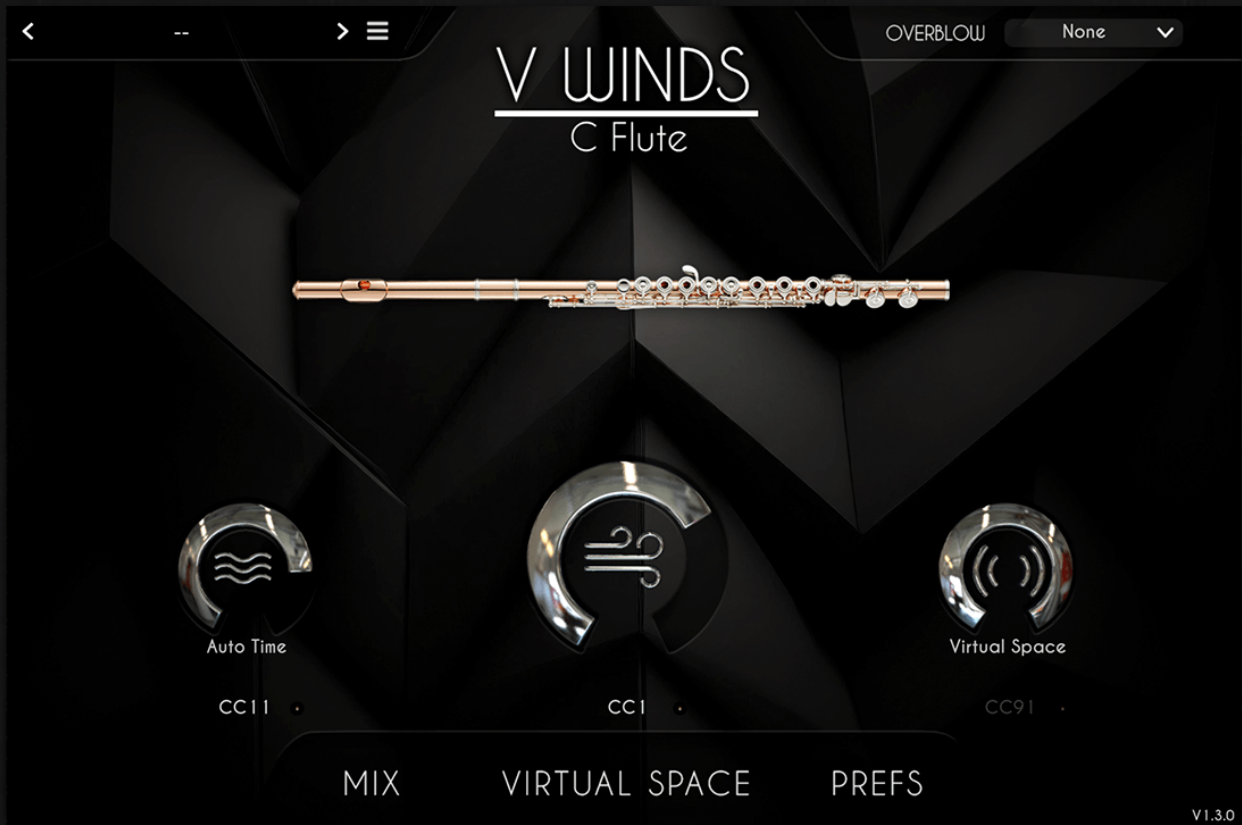 --
OVERBLOW None
V WINDS
C Flute
Auto Time
Virtual Space
CC11
CC1
CC91
MIX
VIRTUAL SPACE
PREFS
V1.3.0